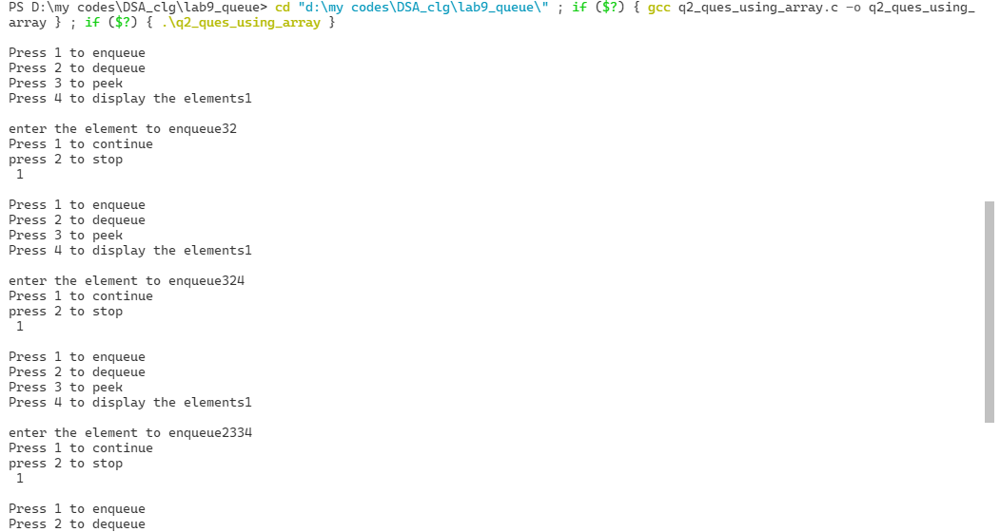 PS D:\my codes\DSA_clg\lab9_queue> cd "d:\my codes\DSA_clg\lab9_queue\" ; if ($?) { gcc q2_ques_using_array.c -o q2_ques_using_
array } ; if ($?) { .\q2_ques_using_array }
Press 1 to enqueue
Press 2 to dequeue
Press 3 to peek
Press 4 to display the elements1
enter the element to enqueue32
Press 1 to continue
press 2 to stop
1
Press 1 to enqueue
Press 2 to dequeue
Press 3 to peek
Press 4 to display the elements1
enter the element to enqueue324
Press 1 to continue
press 2 to stop
1
Press 1 to enqueue
Press 2 to dequeue
Press 3 to peek
Press 4 to display the elements1
enter the element to enqueue2334
Press 1 to continue
press 2 to stop
1
Press 1 to enqueue
Press 2 to dequeue